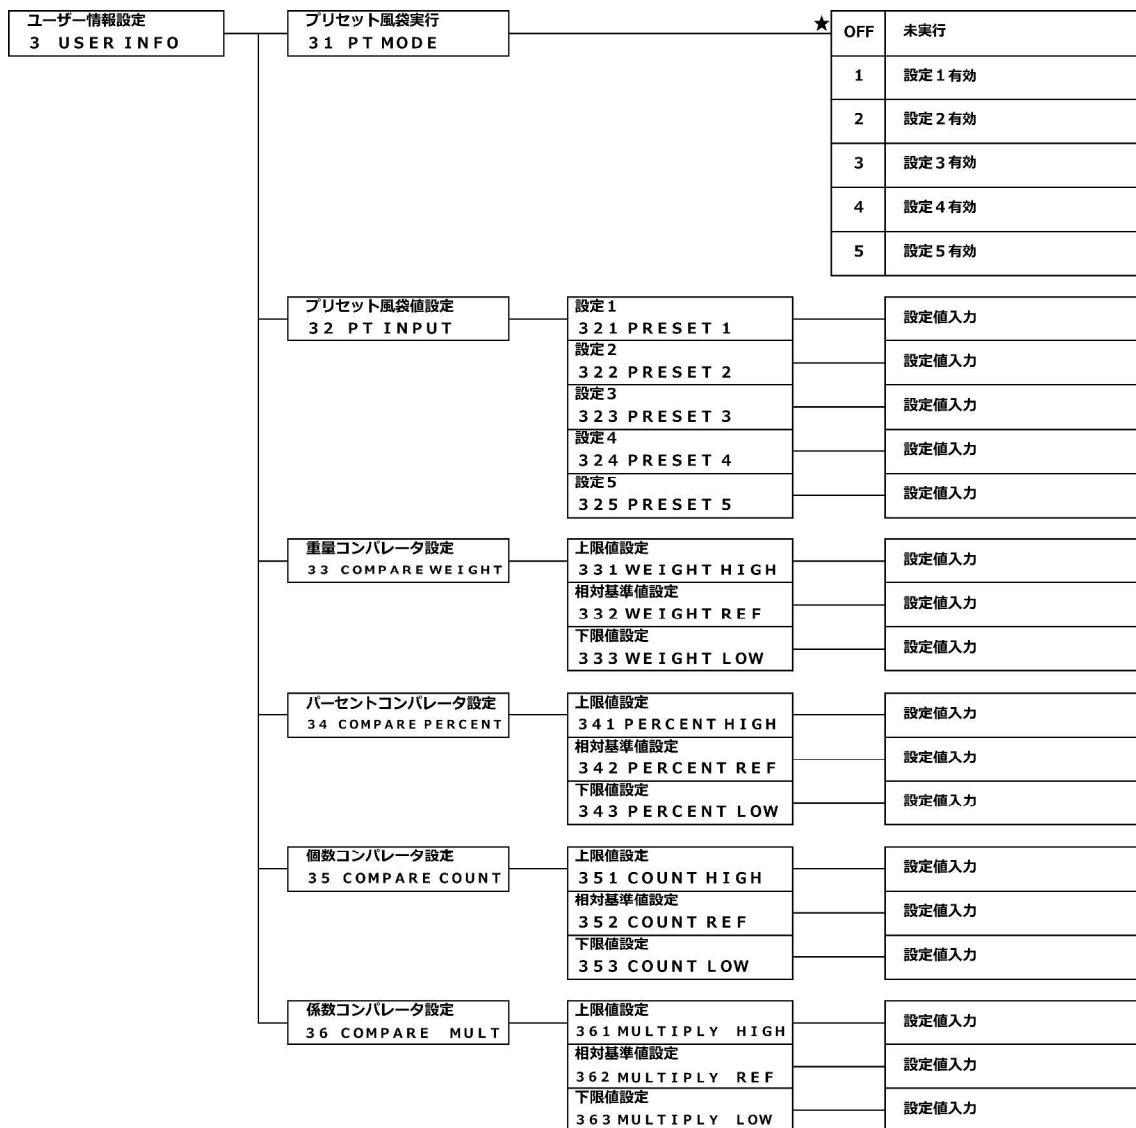 ユーザー情報設定
3 USER INFO
プリセット風袋実行
31 PT MODE
★
OFF 未実行
1 設定1有効
2 設定2有効
3 設定3有効
4 設定4有効
5 設定5有効
プリセット風袋値設定
32 PT INPUT
設定1
321 PRESET 1
設定値入力
設定2
322 PRESET 2
設定値入力
設定3
323 PRESET 3
設定値入力
設定4
324 PRESET 4
設定値入力
設定5
325 PRESET 5
設定値入力
重量コンパレータ設定
33 COMPARE WEIGHT
上限値設定
331 WEIGHT HIGH
設定値入力
相対基準値設定
332 WEIGHT REF
設定値入力
下限値設定
333 WEIGHT LOW
設定値入力
パーセントコンパレータ設定
34 COMPARE PERCENT
上限値設定
341 PERCENT HIGH
設定値入力
相対基準値設定
342 PERCENT REF
設定値入力
下限値設定
343 PERCENT LOW
設定値入力
個数コンパレータ設定
35 COMPARE COUNT
上限値設定
351 COUNT HIGH
設定値入力
相対基準値設定
352 COUNT REF
設定値入力
下限値設定
353 COUNT LOW
設定値入力
係数コンパレータ設定
36 COMPARE MULT
上限値設定
361 MULTIPLY HIGH
設定値入力
相対基準値設定
362 MULTIPLY REF
設定値入力
下限値設定
363 MULTIPLY LOW
設定値入力